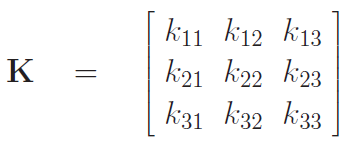 k₁₁ k₁₂ k₁₃
K = k₂₁ k₂₂ k₂₃
k₃₁ k₃₂ k₃₃